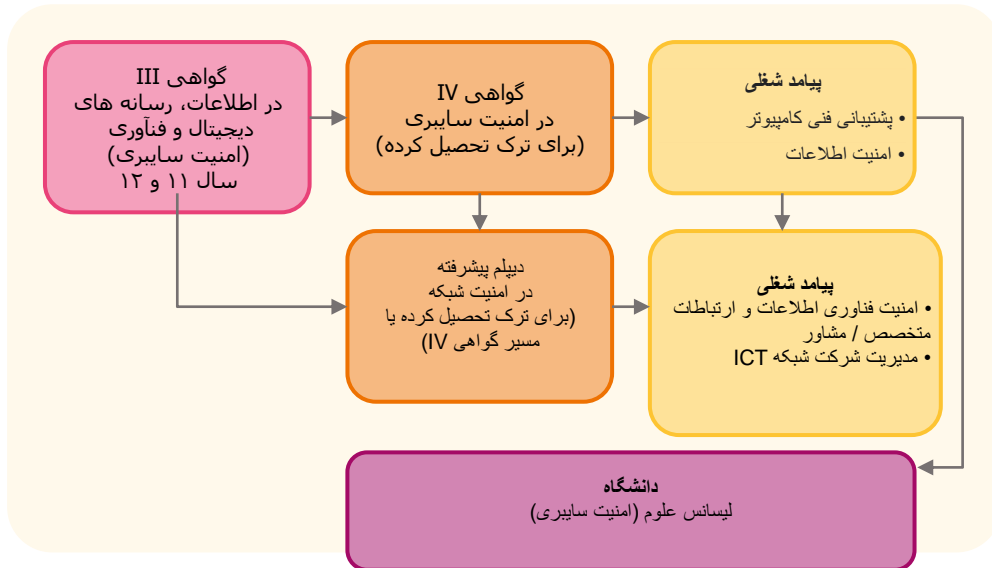 گواهی III
در اطلاعات، رسانه های
دیجیتال و فنآوری
(امنیت سایبری)
سال ۱۱ و ۱۲
گواهی IV
در امنیت سایبری
(برای ترک تحصیل کرده)
پیامد شغلی
• پشتیبانی فنی کامپیوتر
• امنیت اطلاعات
دیپلم پیشرفته
در امنیت شبکه
(برای ترک تحصیل کرده یا
مسیر گواهی IV)
پیامد شغلی
• امنیت فناوری اطلاعات و ارتباطات
متخصص / مشاور
• مدیریت شرکت شبکه ICT
دانشگاه
لیسانس علوم (امنیت سایبری)